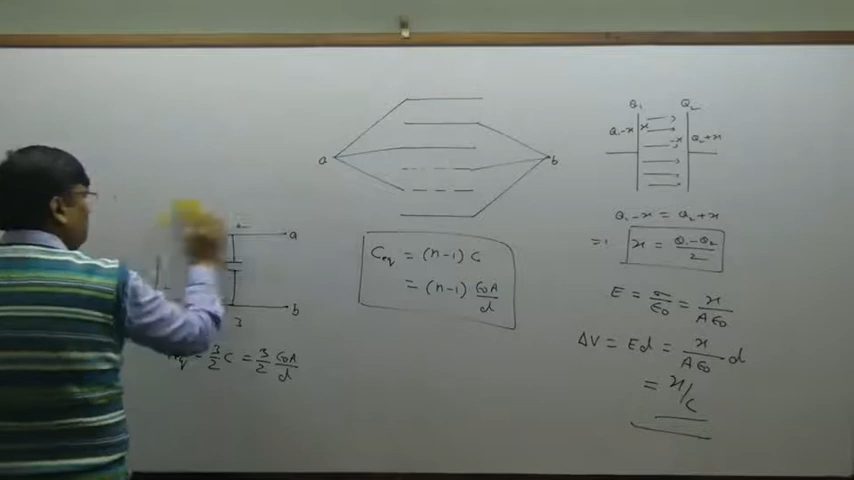 a
b
3
= 3/2 C = 3/2 ε0A/d
a
b
Ceq = (n-1) C
= (n-1) ε0A/d
Q1 Q2
Q1-x x -x Q2+x
Q1-x = Q2+x
⇒ x = Q1-Q2/2
E = σ/ε0 = x/Aε0
ΔV = Ed = x/Aε0 d
= x/C